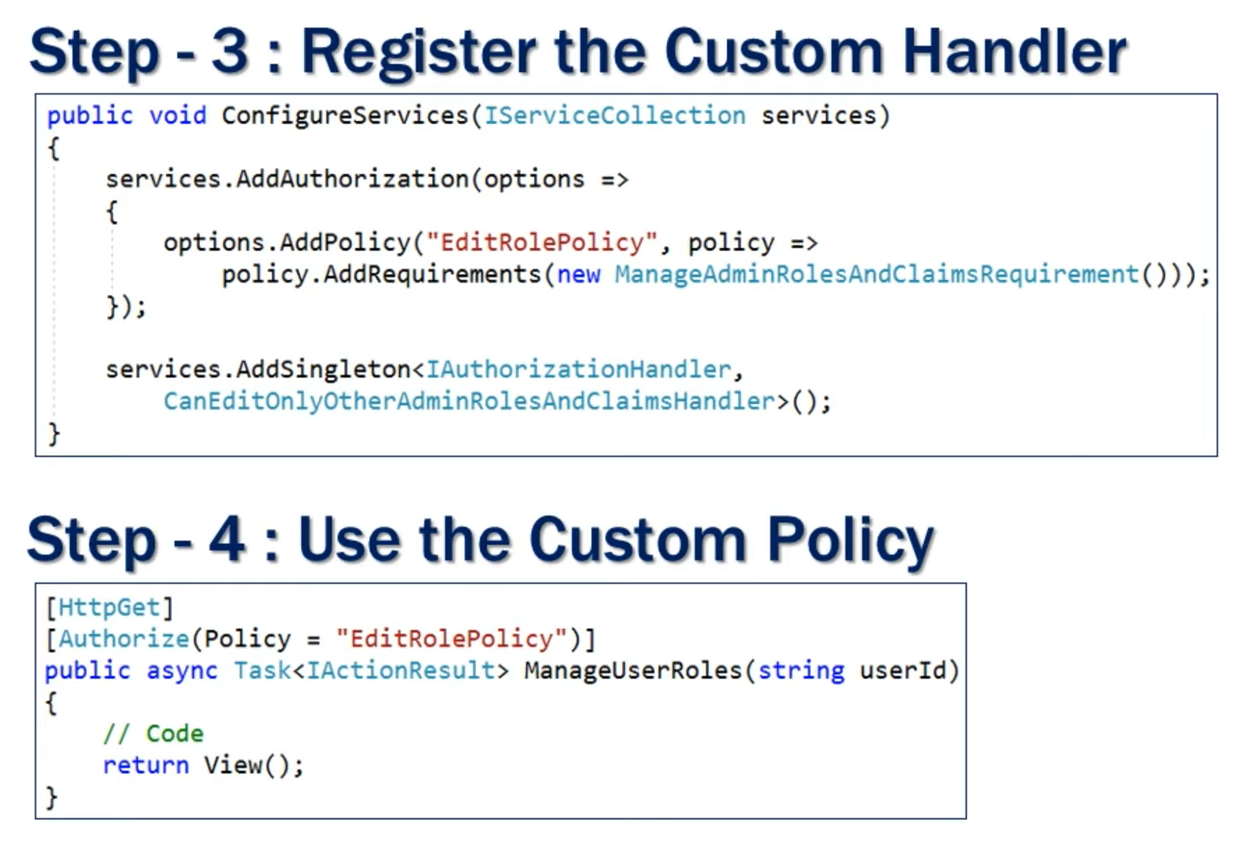 Step - 3 : Register the Custom Handler
public void ConfigureServices(IServiceCollection services)
{
    services.AddAuthorization(options =>
    {
        options.AddPolicy("EditRolePolicy", policy =>
            policy.AddRequirements(new ManageAdminRolesAndClaimsRequirement()));
    });

    services.AddSingleton<IAuthorizationHandler,
        CanEditOnlyOtherAdminRolesAndClaimsHandler>();
}
Step - 4 : Use the Custom Policy
[HttpGet]
[Authorize(Policy = "EditRolePolicy")]
public async Task<IActionResult> ManageUserRoles(string userId)
{
    // Code
    return View();
}